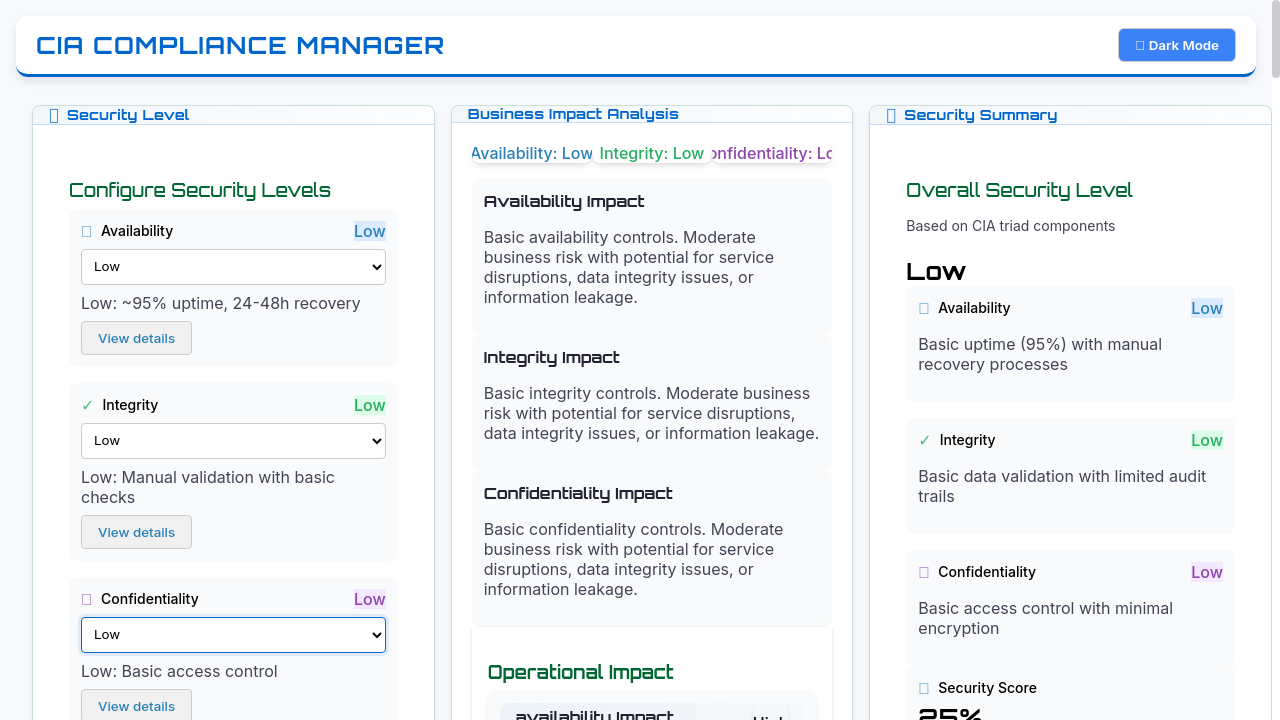 CIA COMPLIANCE MANAGER
Dark Mode
Security Level
Configure Security Levels
Availability
Low
Low
Low: ~95% uptime, 24-48h recovery
View details
Integrity
Low
Low
Low: Manual validation with basic
checks
View details
Confidentiality
Low
Low
Low: Basic access control
View details
Business Impact Analysis
Availability: Low
Integrity: Low
onfidentiality: Lo
Availability Impact
Basic availability controls. Moderate
business risk with potential for service
disruptions, data integrity issues, or
information leakage.
Integrity Impact
Basic integrity controls. Moderate business
risk with potential for service disruptions,
data integrity issues, or information leakage.
Confidentiality Impact
Basic confidentiality controls. Moderate
business risk with potential for service
disruptions, data integrity issues, or
information leakage.
Operational Impact
availability Impact
High
Security Summary
Overall Security Level
Based on CIA triad components
Low
Availability
Low
Basic uptime (95%) with manual
recovery processes
Integrity
Low
Basic data validation with limited audit
trails
Confidentiality
Low
Basic access control with minimal
encryption
Security Score
25%